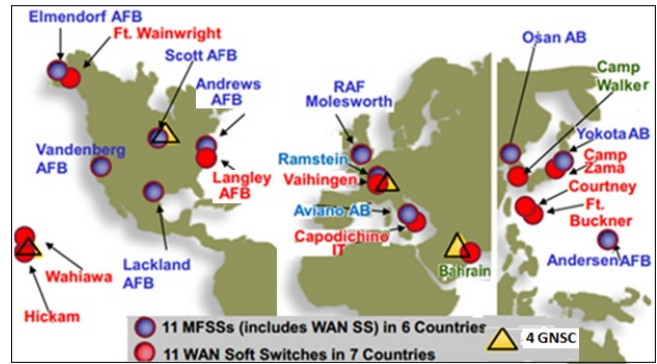 Elmendorf AFB
Ft. Wainwright
Scott AFB
Andrews
AFB
Vandenberg
AFB
Langley
AFB
Lackland
AFB
Wahiawa
Hickam
RAF
Molesworth
Ramstein
Vaihingen
Aviano AB
Capodichino
IT
Bahrain
Osan AB
Camp
Walker
Yokota AB
Camp
Zama
Courtney
Ft.
Buckner
Andersen AFB
11 MFSSs (includes WAN SS) in 6 Countries
4 GNSC
11 WAN Soft Switches in 7 Countries